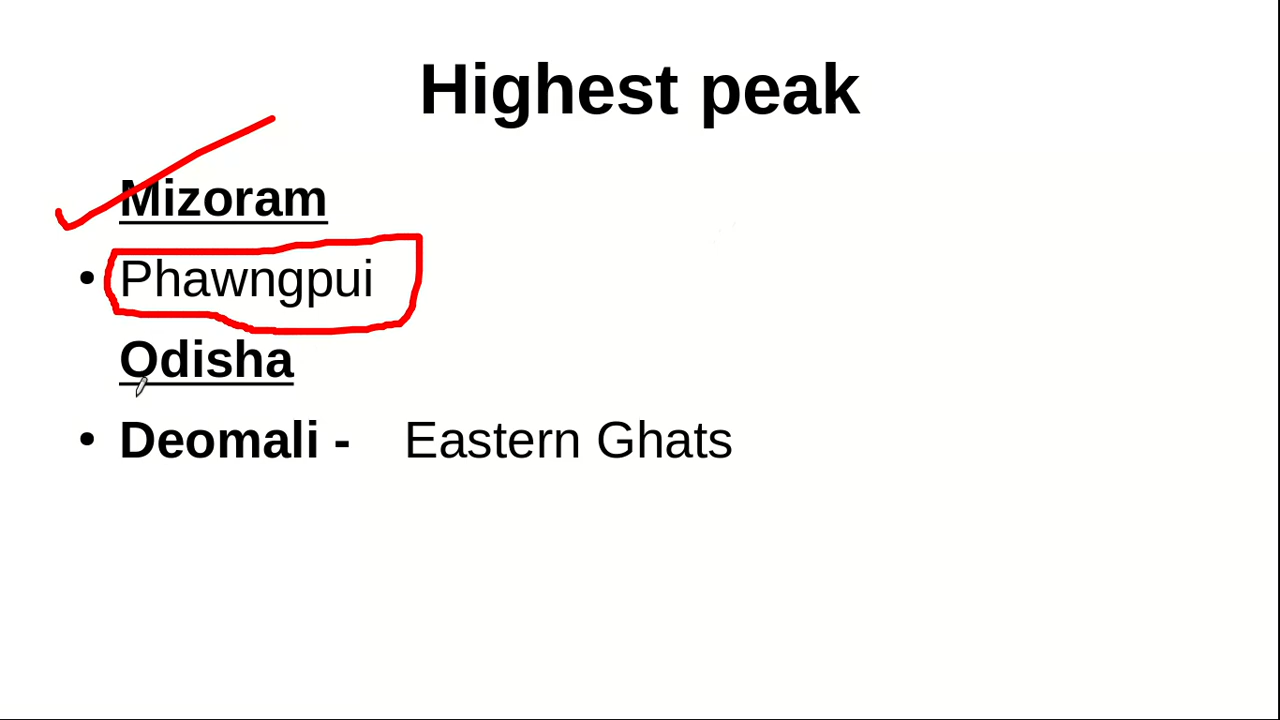 Highest peak
Mizoram
• Phawngpui
Odisha
• Deomali - Eastern Ghats